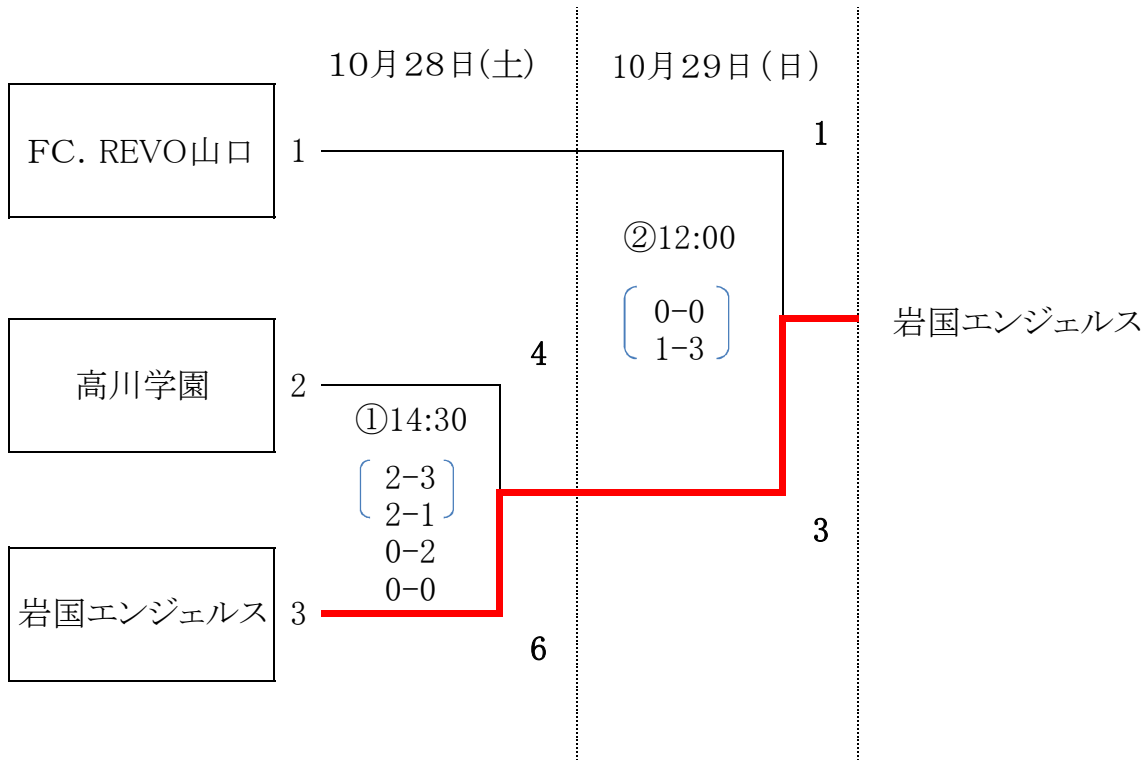 10月28日(土)
10月29日(日)
FC．REVO山口
1
1
②12:00
0-0
1-3
岩国エンジェルス
4
高川学園
2
①14:30
2-3
2-1
0-2
0-0
3
岩国エンジェルス
3
6